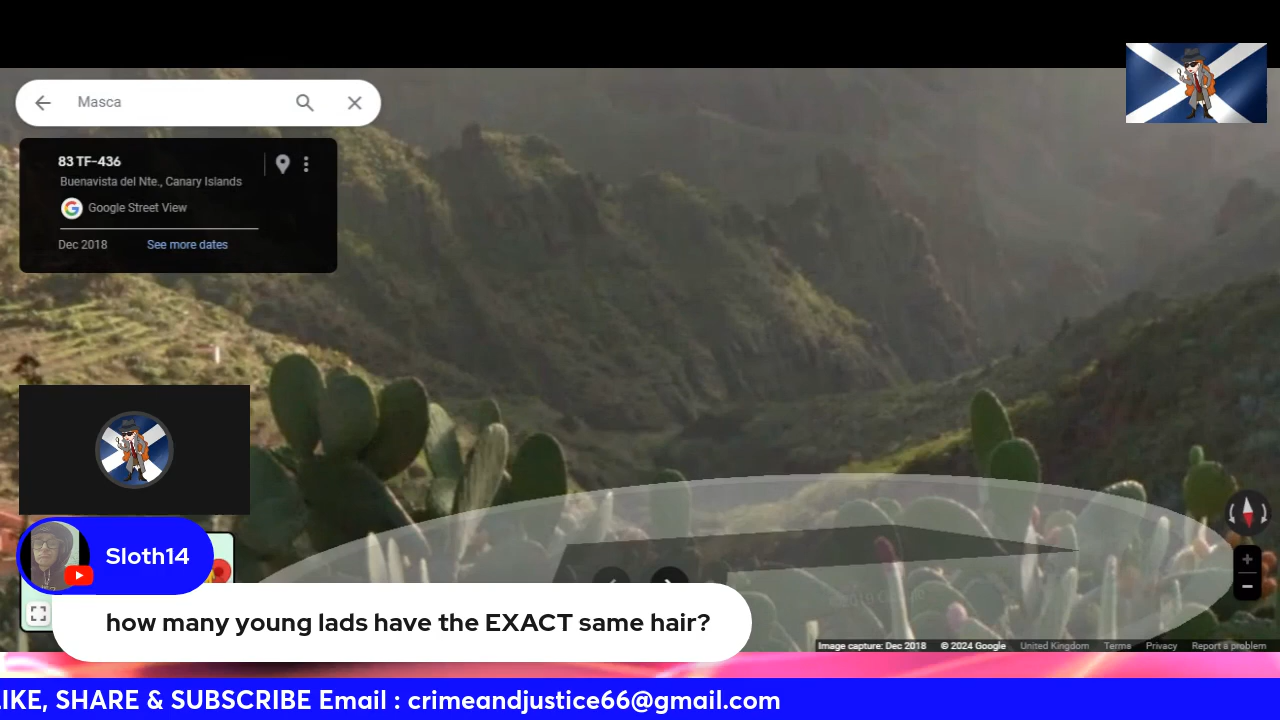 Masca
83 TF-436
Buenavista del Nte., Canary Islands
Google Street View
Dec 2018
See more dates
Sloth14
how many young lads have the EXACT same hair?
Image capture: Dec 2018 © 2024 Google United Kingdom Terms Privacy Report a problem
LIKE, SHARE & SUBSCRIBE Email : crimeandjustice66@gmail.com